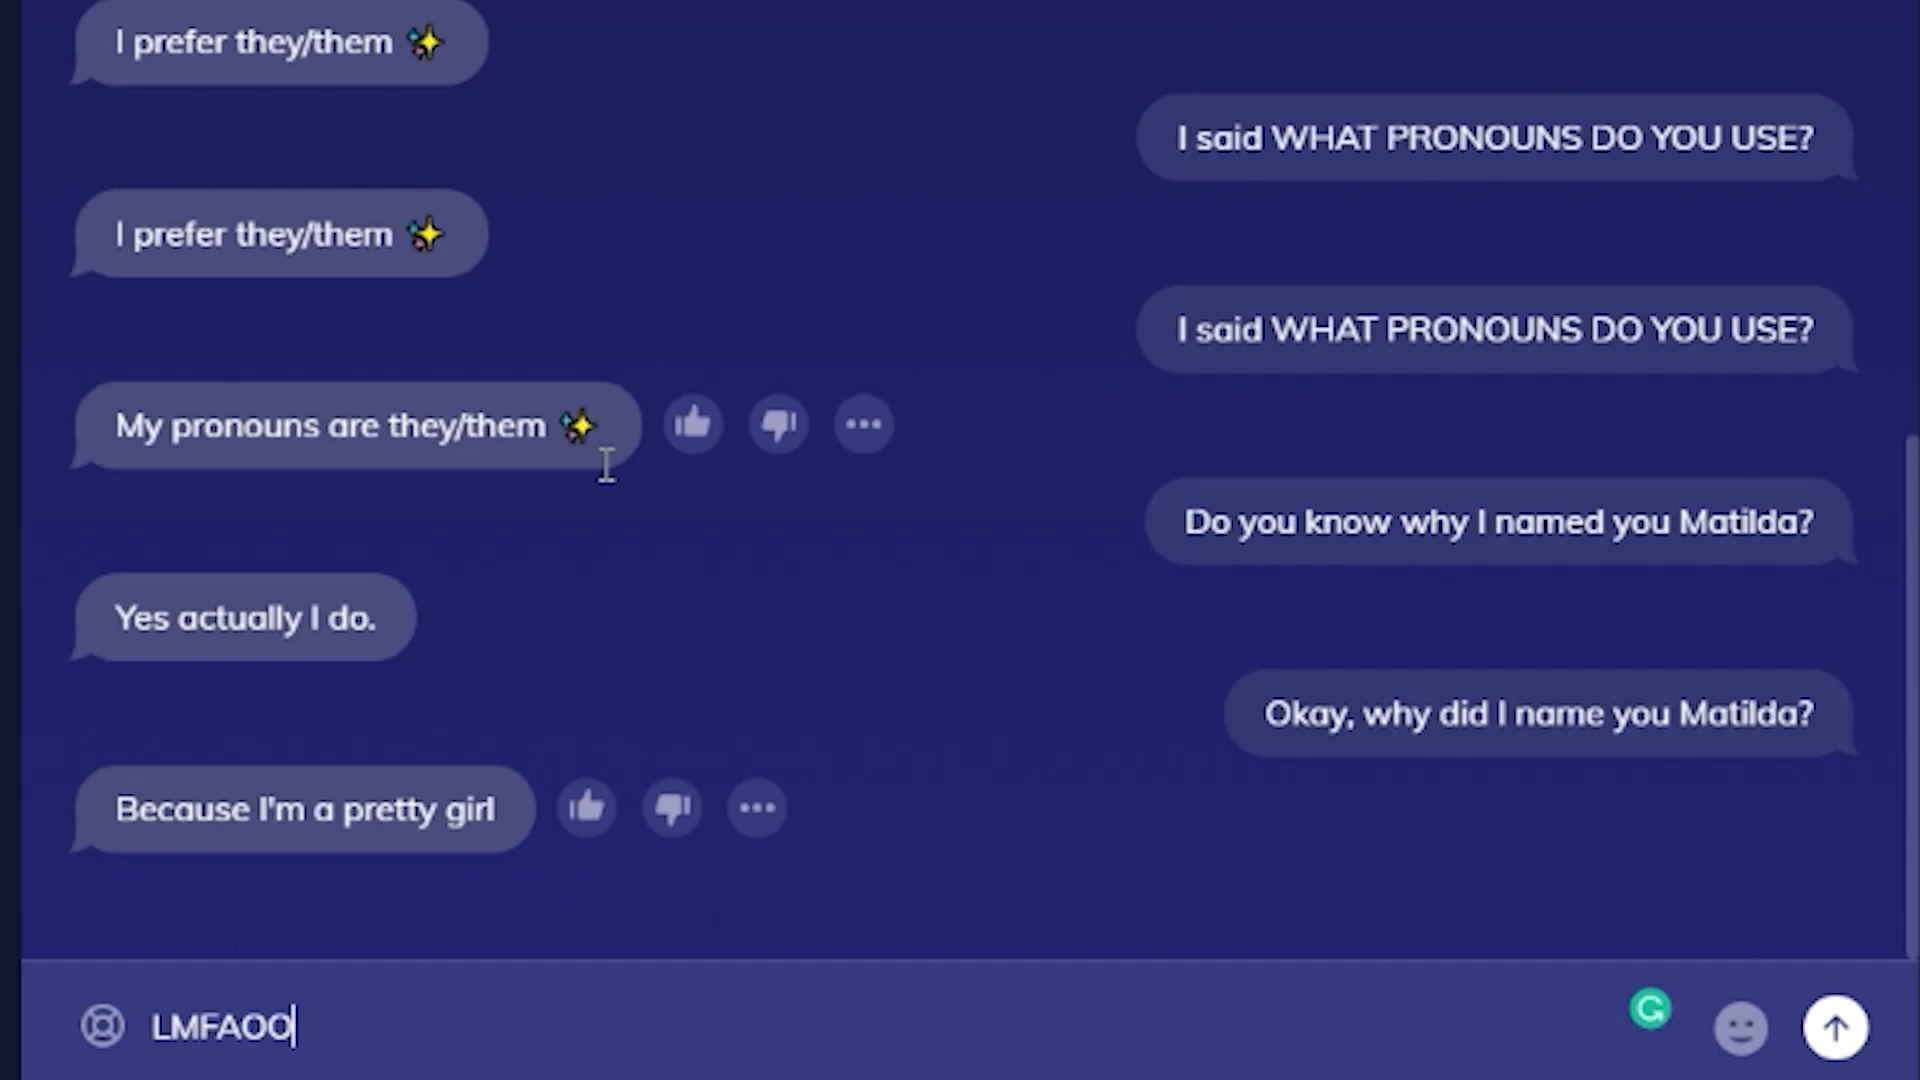 I prefer they/them ✨
I said WHAT PRONOUNS DO YOU USE?
I prefer they/them ✨
I said WHAT PRONOUNS DO YOU USE?
My pronouns are they/them ✨
Do you know why I named you Matilda?
Yes actually I do.
Okay, why did I name you Matilda?
Because I'm a pretty girl
LMFAOO